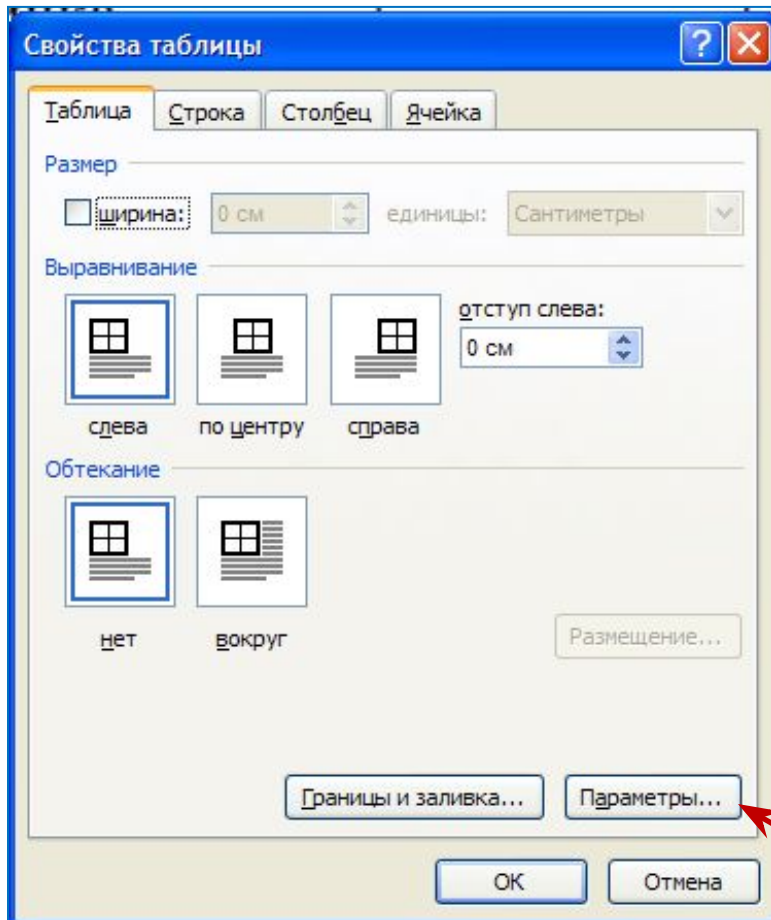 Свойства таблицы
Таблица Строка Столбец Ячейка
Размер
ширина: 0 см единицы: Сантиметры
Выравнивание
отступ слева:
0 см
слева по центру справа
Обтекание
нет вокруг Размещение...
Границы и заливка... Параметры...
ОК Отмена